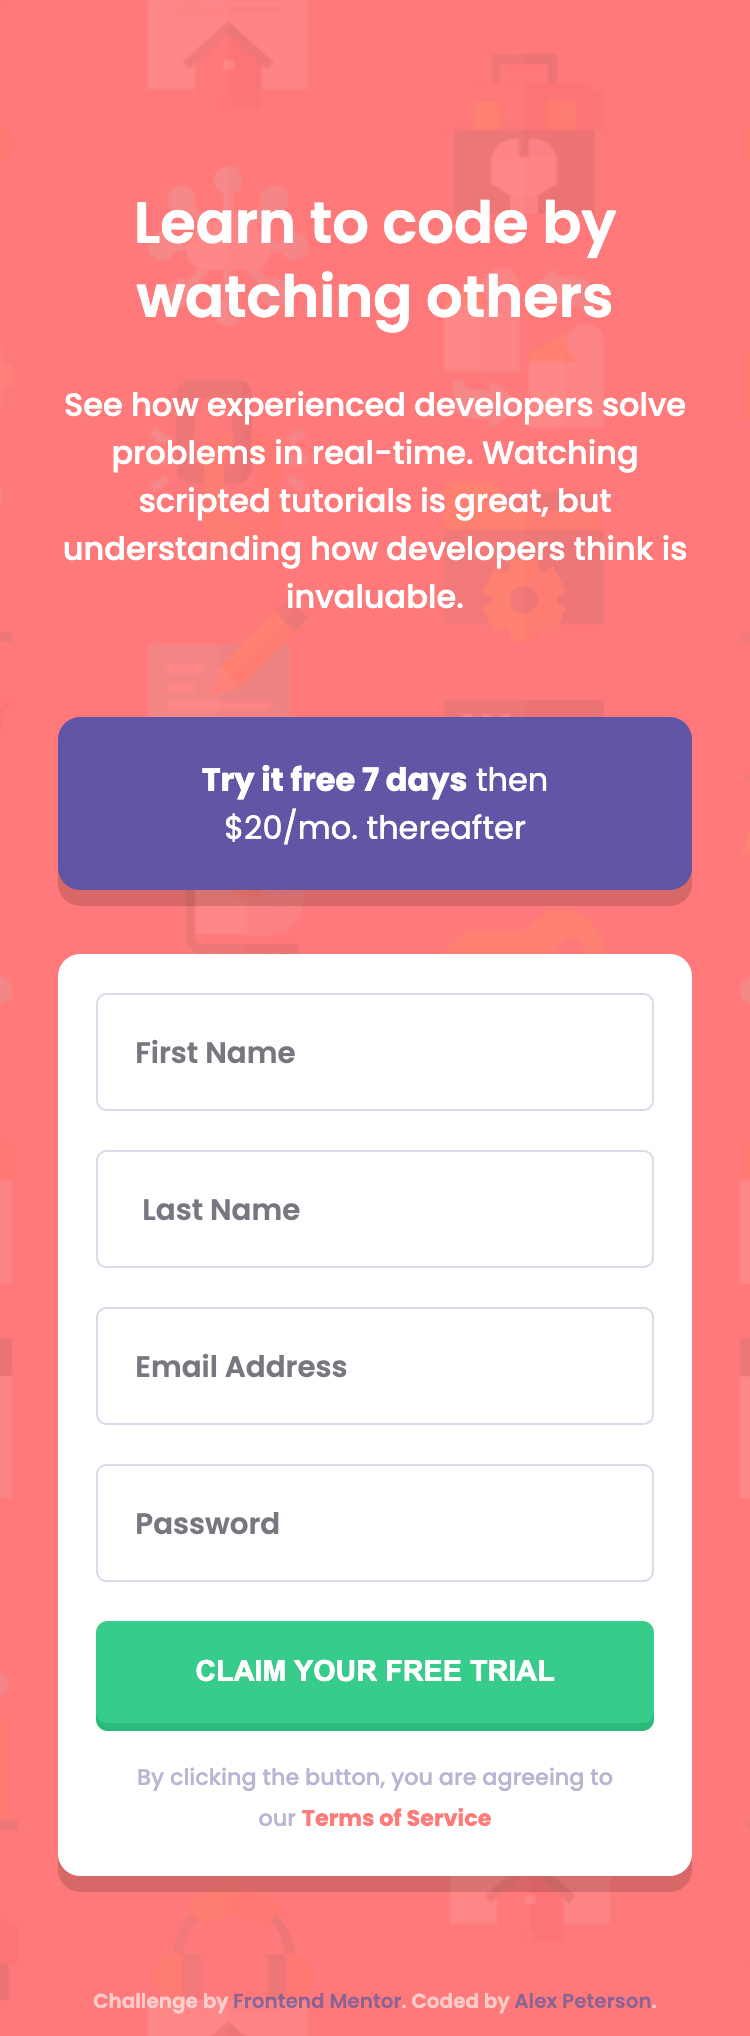 Learn to code by
watching others
See how experienced developers solve
problems in real-time. Watching
scripted tutorials is great, but
understanding how developers think is
invaluable.
Try it free 7 days then
$20/mo. thereafter
First Name
Last Name
Email Address
Password
CLAIM YOUR FREE TRIAL
By clicking the button, you are agreeing to
our Terms of Service
Challenge by Frontend Mentor. Coded by Alex Peterson.